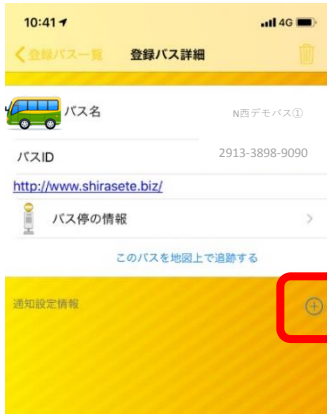 10:41 4G
登録バス一覧 登録バス詳細
バス名 N西デモバス①
バスID 2913-3898-9090
http://www.shirasete.biz/
バス停の情報
このバスを地図上で追跡する
通知設定情報